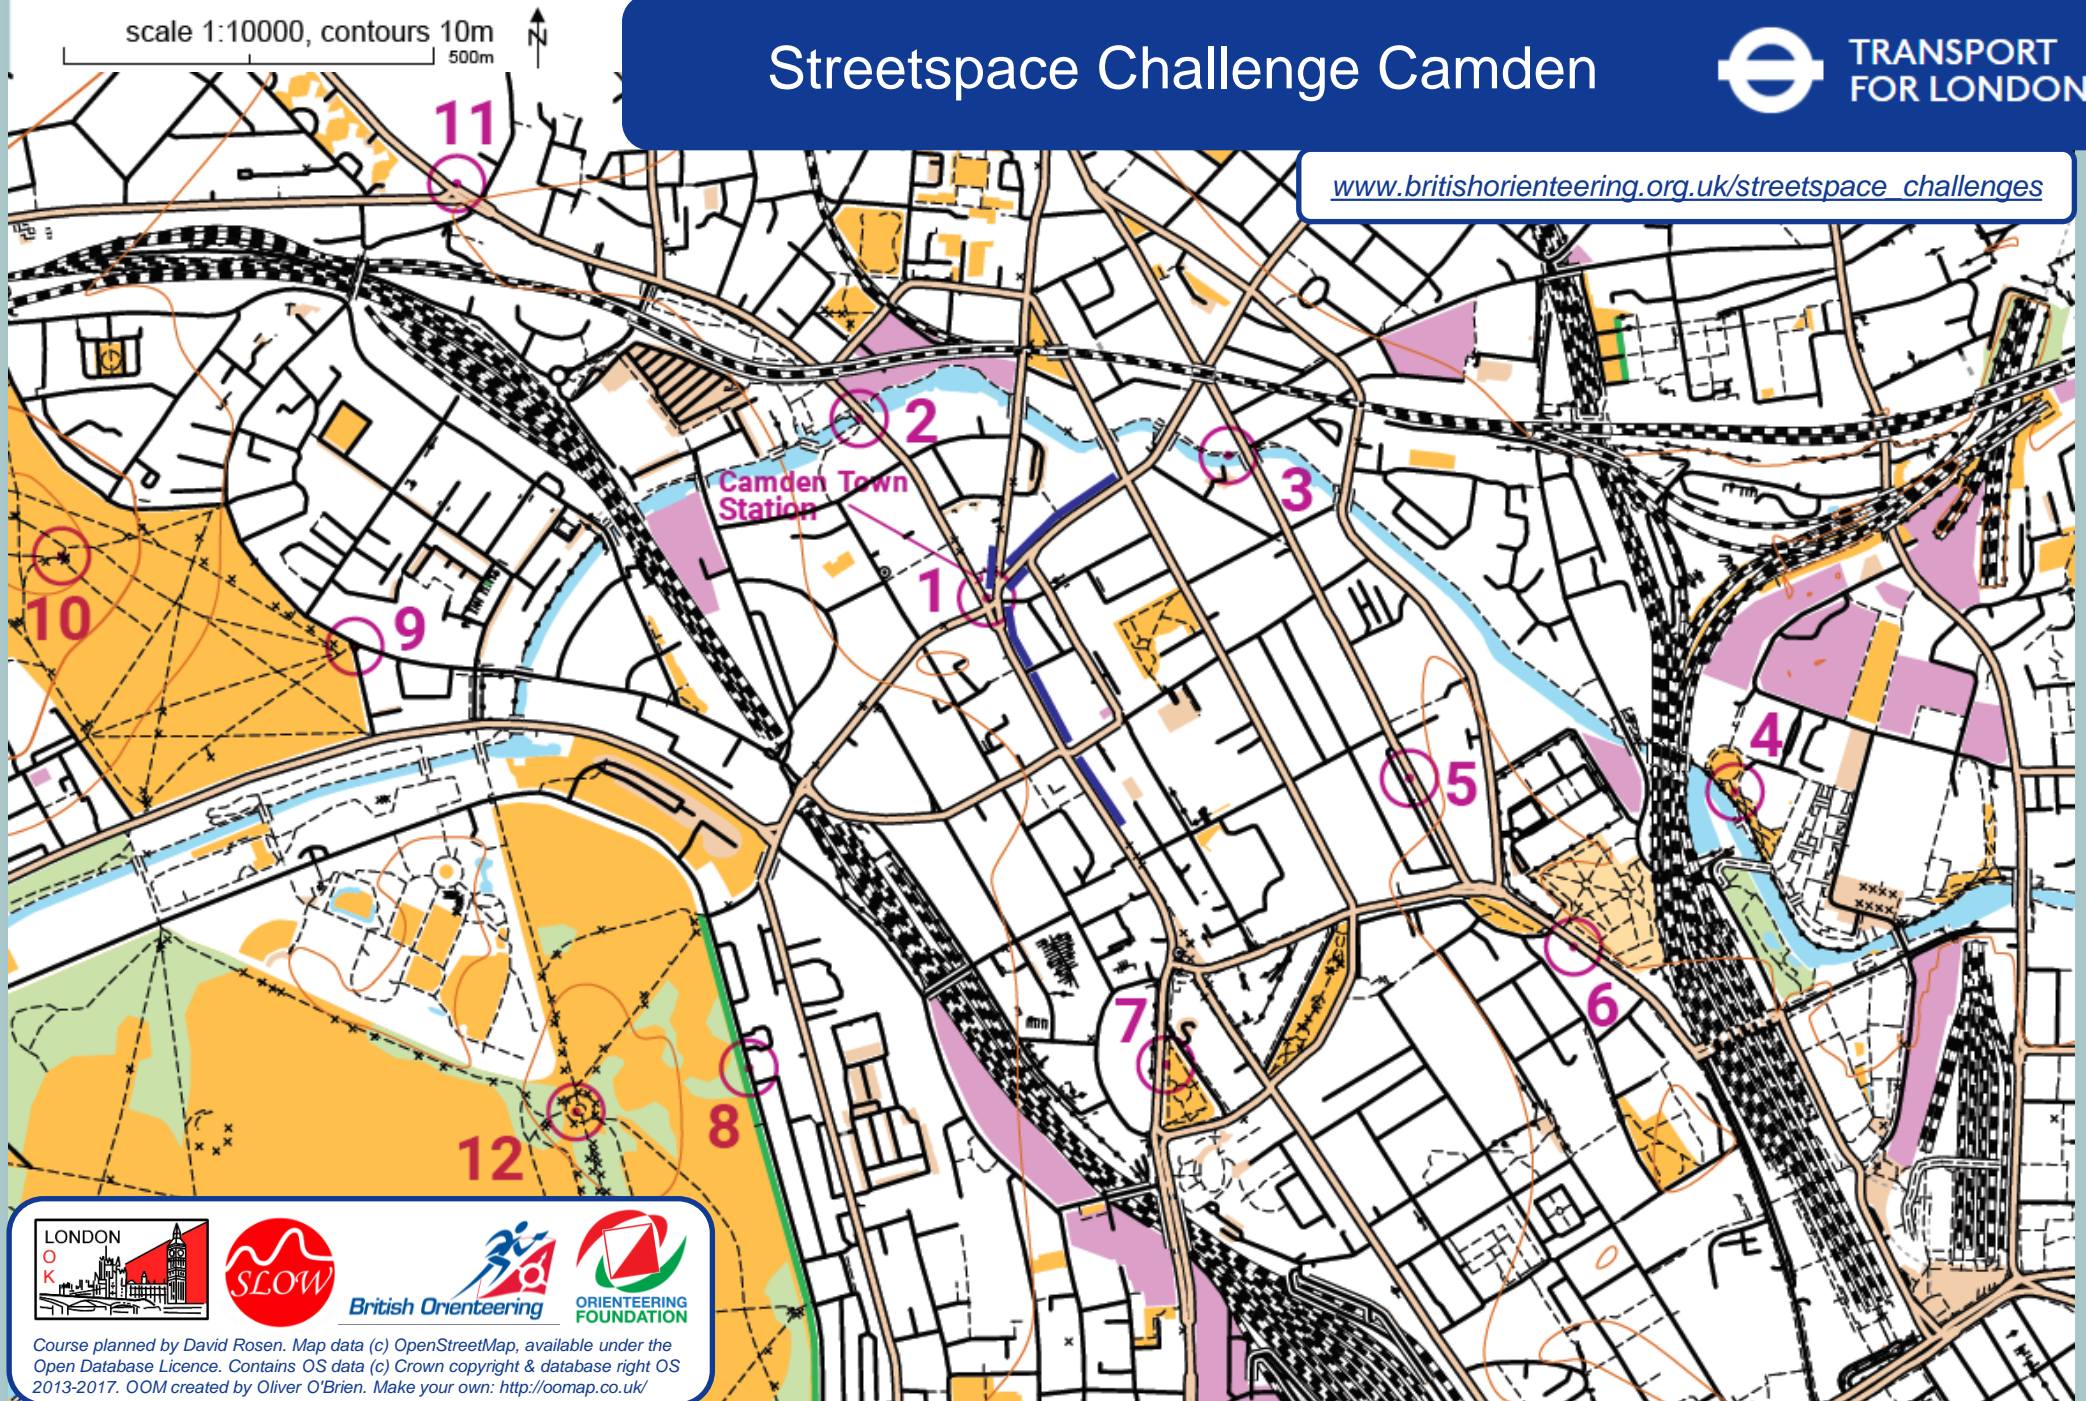 scale 1:10000, contours 10m
N
500m
Streetspace Challenge Camden
TRANSPORT
FOR LONDON
www.britishorienteering.org.uk/streetspace_challenges
11
2
Camden Town
Station
3
1
10
9
4
5
6
7
8
12
LONDON
O
K
SLOW
British Orienteering
ORIENTEERING
FOUNDATION
Course planned by David Rosen. Map data (c) OpenStreetMap, available under the
Open Database Licence. Contains OS data (c) Crown copyright & database right OS
2013-2017. OOM created by Oliver O'Brien. Make your own: http://oomap.co.uk/